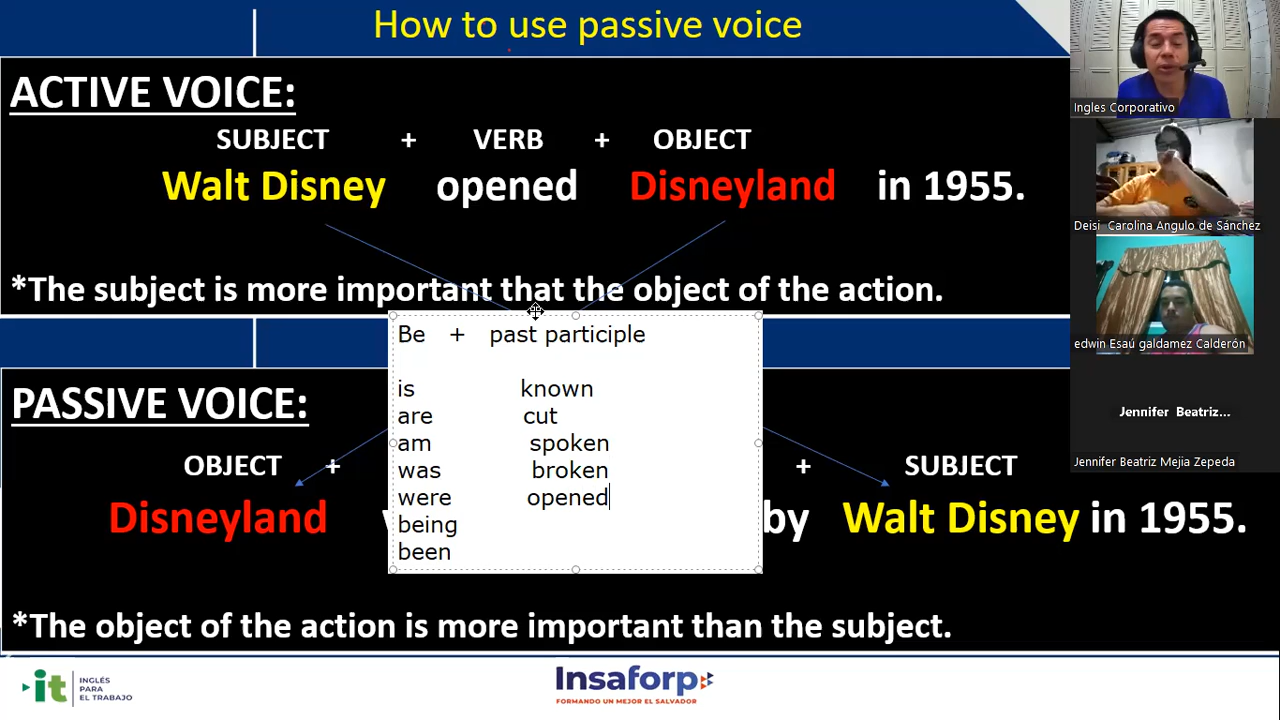 How to use passive voice
ACTIVE VOICE:
SUBJECT + VERB + OBJECT
Walt Disney opened Disneyland in 1955.
*The subject is more important that the object of the action.
Be + past participle
is known
are cut
am spoken
was broken
were opened
being
been
PASSIVE VOICE:
OBJECT + + SUBJECT
Disneyland by Walt Disney in 1955.
*The object of the action is more important than the subject.
it INGLÉS
PARA
EL TRABAJO
Insaforp
FORMANDO UN MEJOR EL SALVADOR
Ingles Corporativo
Deisi Carolina Angulo de Sánchez
edwin Esaú galdamez Calderón
Jennifer Beatriz...
Jennifer Beatriz Mejia Zepeda